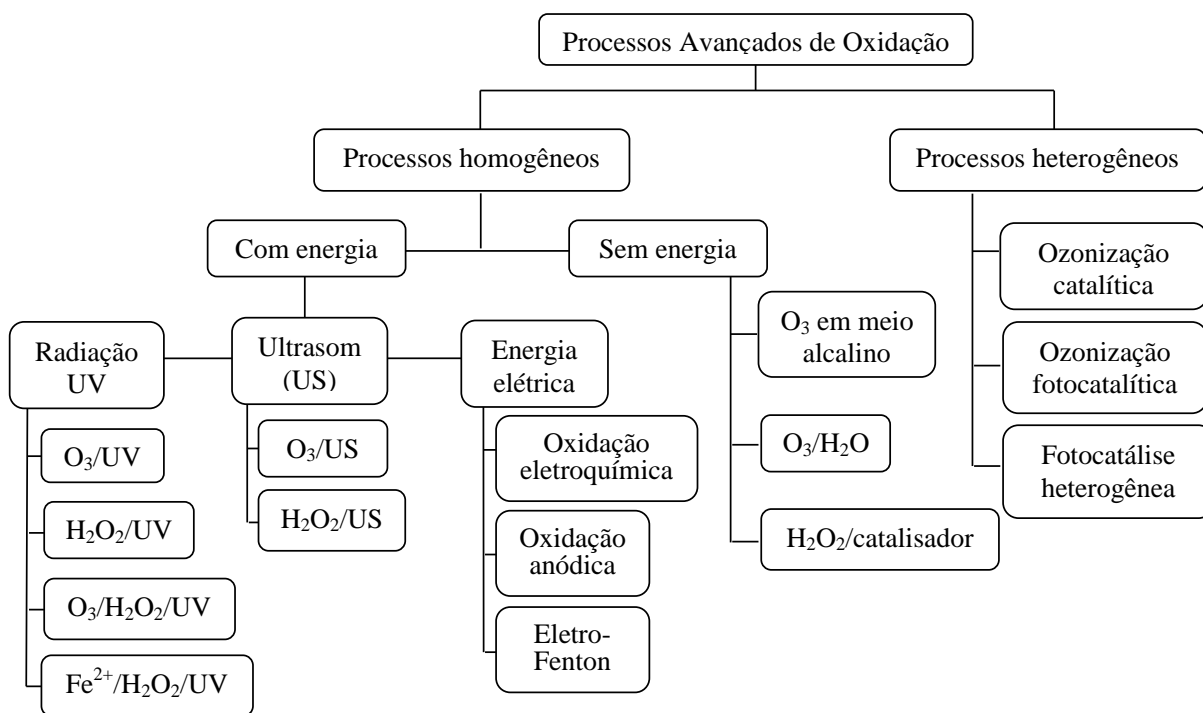 Processos Avançados de Oxidação
Processos homogêneos
Processos heterogêneos
Com energia
Sem energia
Radiação
UV
Ultrasom
(US)
Energia
elétrica
O₃/UV
H₂O₂/UV
O₃/H₂O₂/UV
Fe²⁺/H₂O₂/UV
O₃/US
H₂O₂/US
Oxidação
eletroquímica
Oxidação
anódica
Eletro-
Fenton
O₃ em meio
alcalino
O₃/H₂O
H₂O₂/catalisador
Ozonização
catalítica
Ozonização
fotocatalítica
Fotocatálise
heterogênea